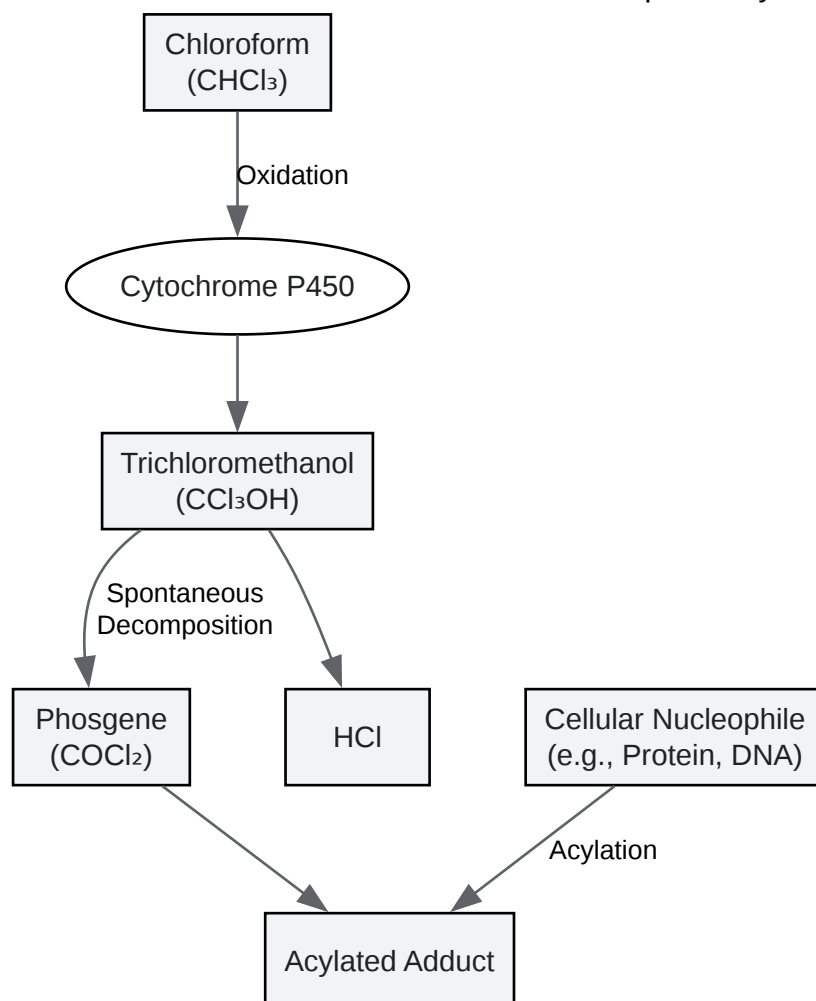 Chloroform
(CHCl₃)
Oxidation
Cytochrome P450
Trichloromethanol
(CCl₃OH)
Spontaneous
Decomposition
Phosgene
(COCl₂)
HCl
Cellular Nucleophile
(e.g., Protein, DNA)
Acylation
Acylated Adduct